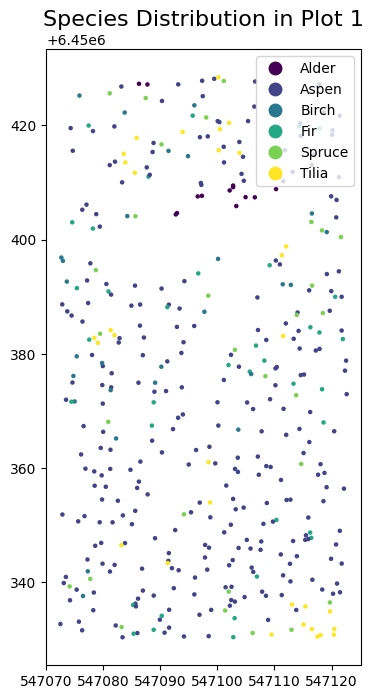 Species Distribution in Plot 1
+6.45e6
Alder
Aspen
Birch
Fir
Spruce
Tilia
420
400
380
360
340
547070 547080 547090 547100 547110 547120